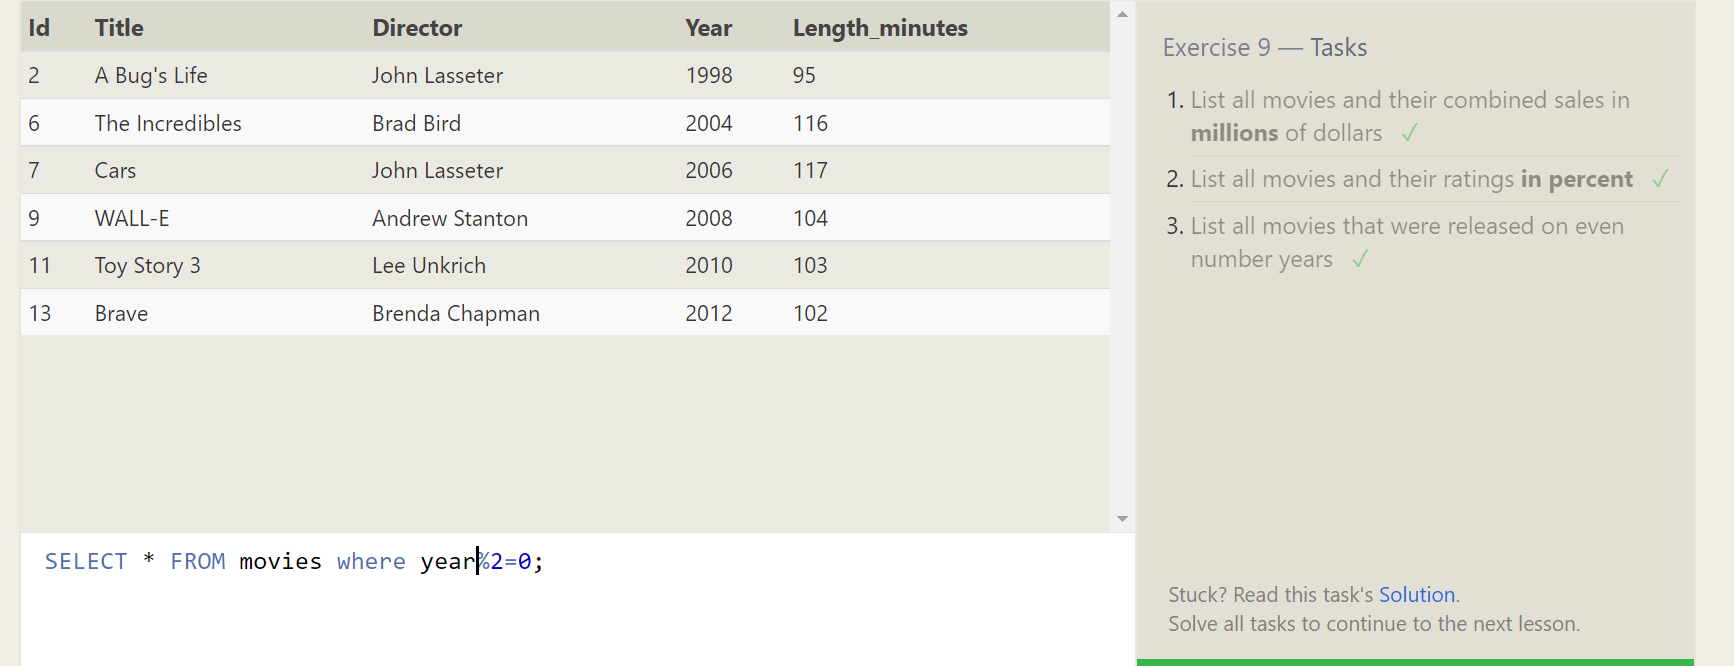 Id Title Director Year Length_minutes
2 A Bug's Life John Lasseter 1998 95
6 The Incredibles Brad Bird 2004 116
7 Cars John Lasseter 2006 117
9 WALL-E Andrew Stanton 2008 104
11 Toy Story 3 Lee Unkrich 2010 103
13 Brave Brenda Chapman 2012 102
SELECT * FROM movies where year%2=0;
Exercise 9 — Tasks
1. List all movies and their combined sales in
millions of dollars ✓
2. List all movies and their ratings in percent ✓
3. List all movies that were released on even
number years ✓
Stuck? Read this task's Solution.
Solve all tasks to continue to the next lesson.